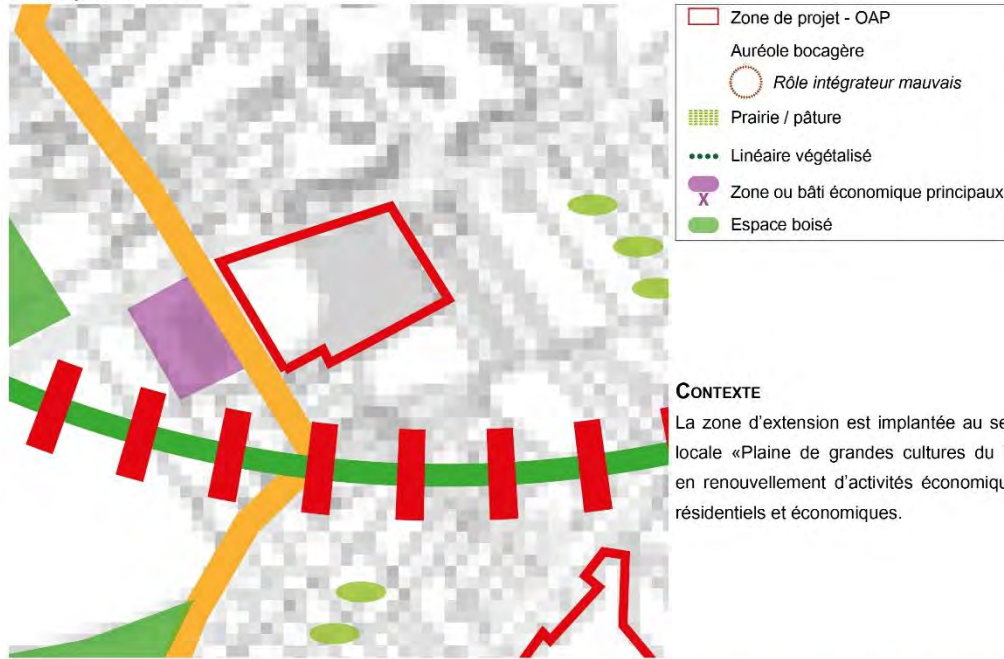 Zone de projet - OAP
Auréole bocagère
Rôle intégrateur mauvais
Prairie / pâture
Linéaire végétalisé
X
Zone ou bâti économique principaux
Espace boisé
CONTEXTE
La zone d'extension est implantée au
locale «Plaine de grandes cultures du
en renouvellement d'activités
résidentiels et économiques.